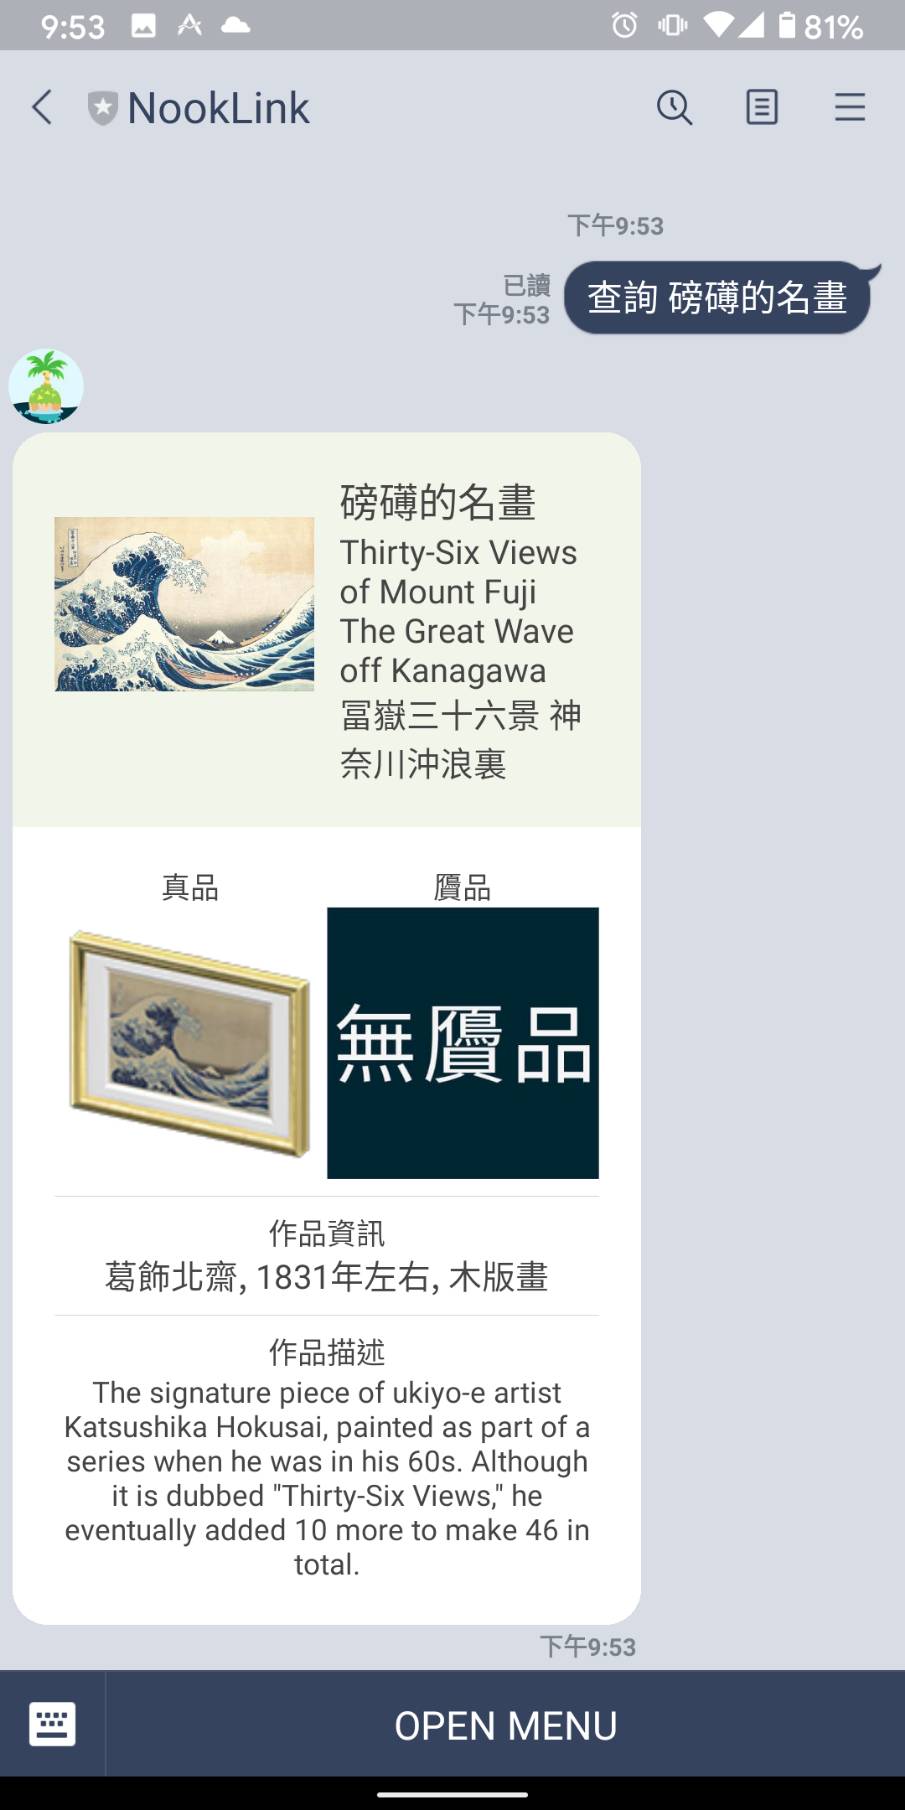 9:53
81%
NookLink
下午9:53
已讀
下午9:53
查詢 磅礡的名畫
磅礡的名畫
Thirty-Six Views
of Mount Fuji
The Great Wave
off Kanagawa
冨嶽三十六景 神
奈川沖浪裏
真品
贋品
無贋品
作品資訊
葛飾北齋, 1831年左右, 木版畫
作品描述
The signature piece of ukiyo-e artist
Katsushika Hokusai, painted as part of a
series when he was in his 60s. Although
it is dubbed "Thirty-Six Views," he
eventually added 10 more to make 46 in
total.
下午9:53
OPEN MENU